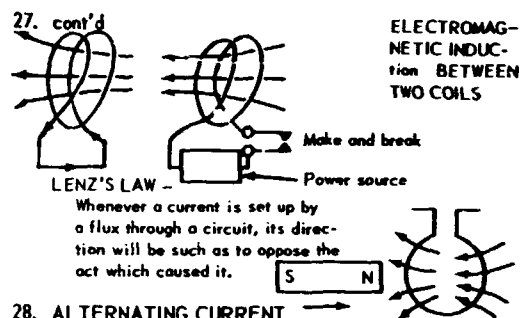 27. cont'd
ELECTROMAG-
NETIC INDUC-
tion BETWEEN
TWO COILS
Make and break
Power source
LENZ'S LAW –
Whenever a current is set up by
a flux through a circuit, its direc-
tion will be such as to oppose the
act which caused it.
S N
28. ALTERNATING CURRENT